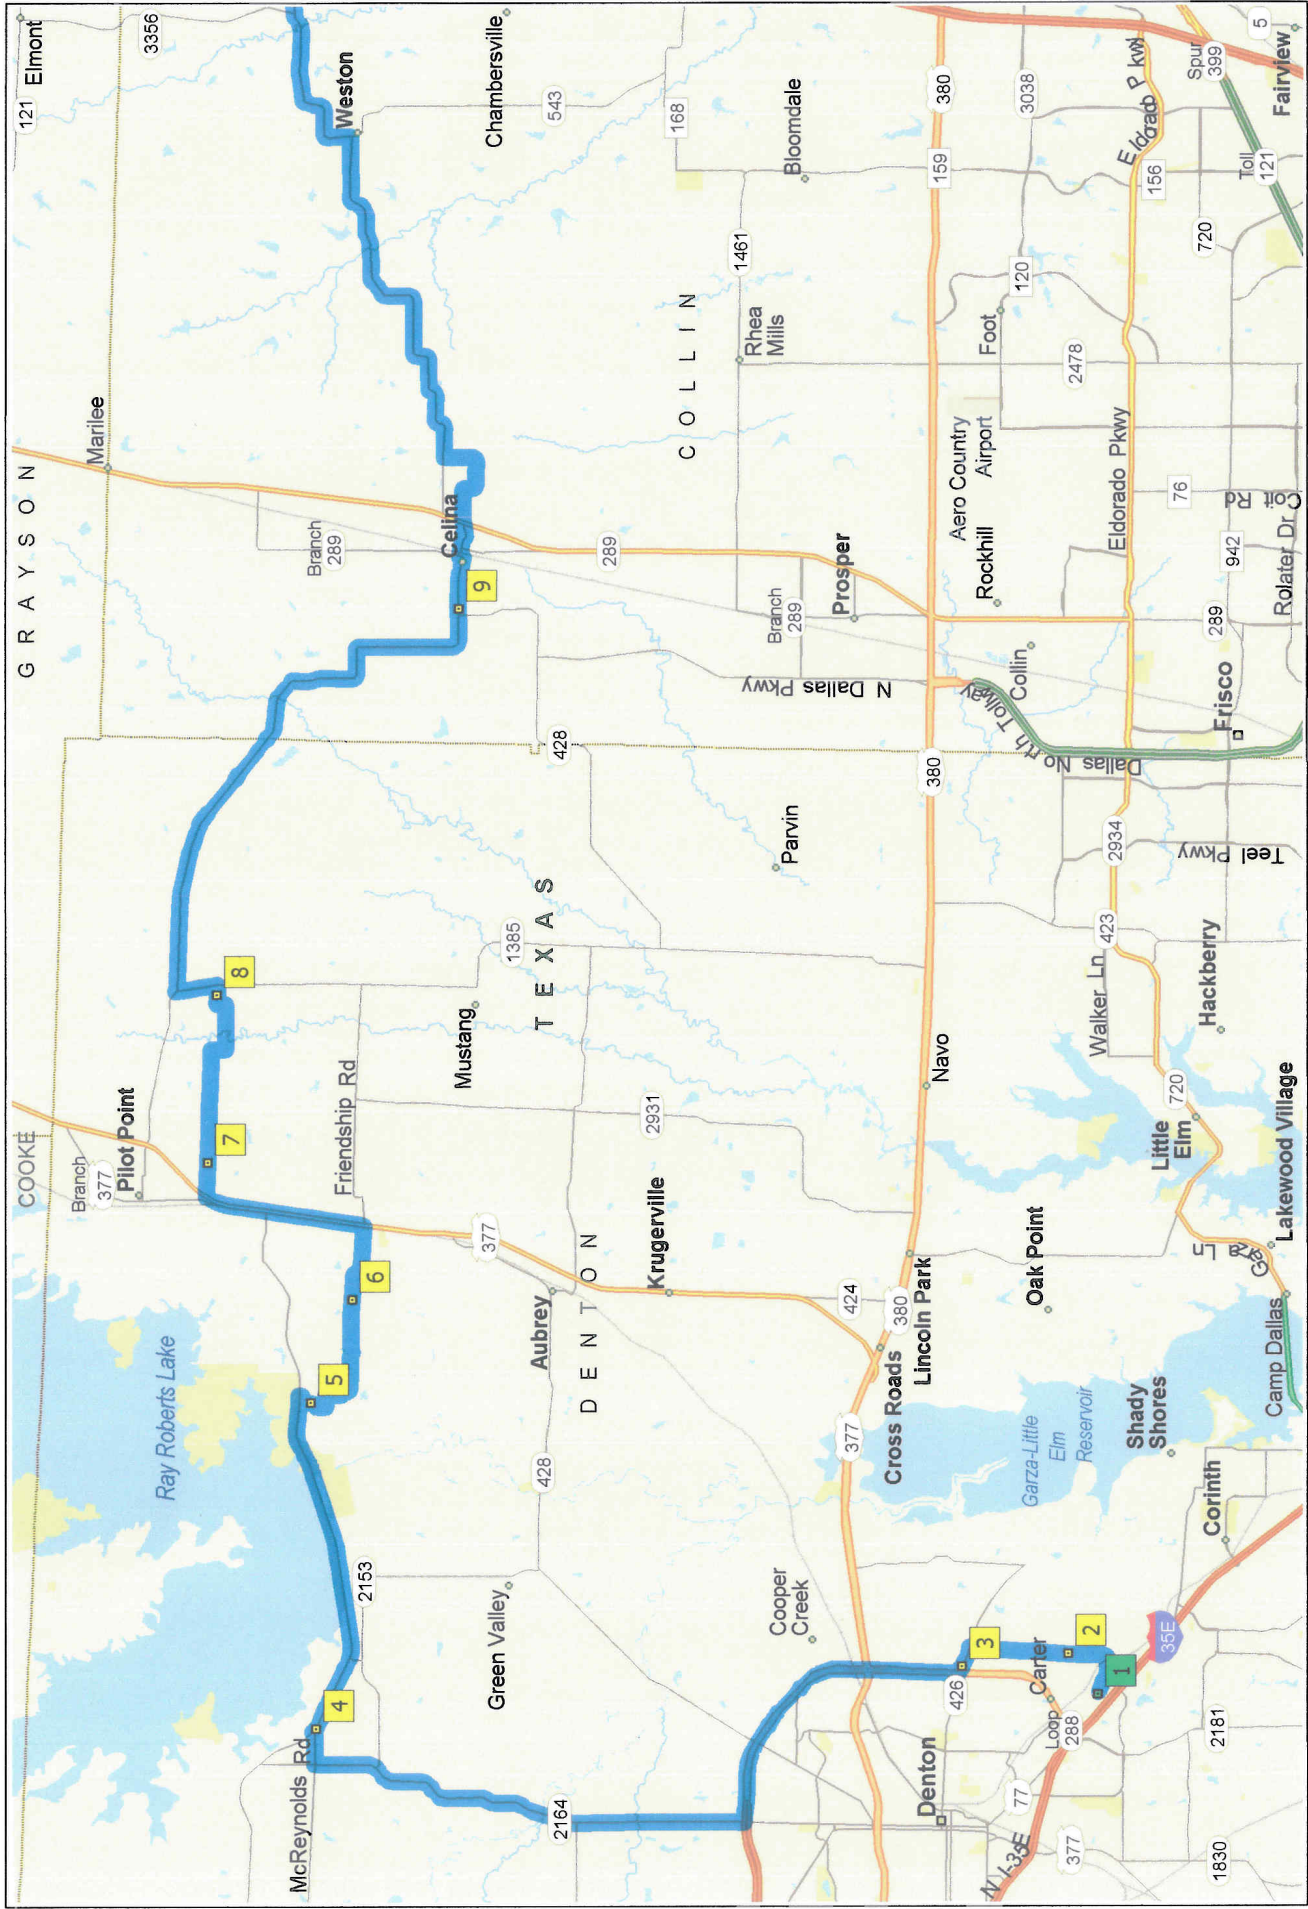 COOKE
GRAYSON
121
Elmont
Branch
377
Pilot Point
Marilee
3356
Ray Roberts Lake
7
8
McReynolds Rd
4
5
6
Friendship Rd
Branch
289
Weston
2153
Celina
9
Mustang
1385
Green Valley
Chambersville
377
428
Aubrey
TEXAS
428
543
2164
DENTON
289
Krugerville
2931
168
COLLIN
1461
Rhea
Mills
Cooper
Creek
Parvin
N Dallas
Pkwy
Branch
289
Prosper
Bloomdale
377
424
380
Cross Roads
Lincoln Park
Navo
380
159
380
Denton
426
3
Aero Country
Airport
Rockhill
Foot
120
3038
77
N I-35E
377
Loop
288
Carter
2
1
Garza-Little
Elm
Reservoir
Oak Point
Walker Ln
423
2934
Dallas North Tollway
Collin
2478
Eldorado Pkwy
Eldorado Pkwy
156
35E
Shady
Shores
Little
Elm
720
Hackberry
Teel Pkwy
76
1830
2181
Corinth
Garza Ln
Frisco
289
942
720
Coit Rd
Rolater Dr
Spur
399
Toll
121
Camp Dallas
Lakewood Village
5
Fairview